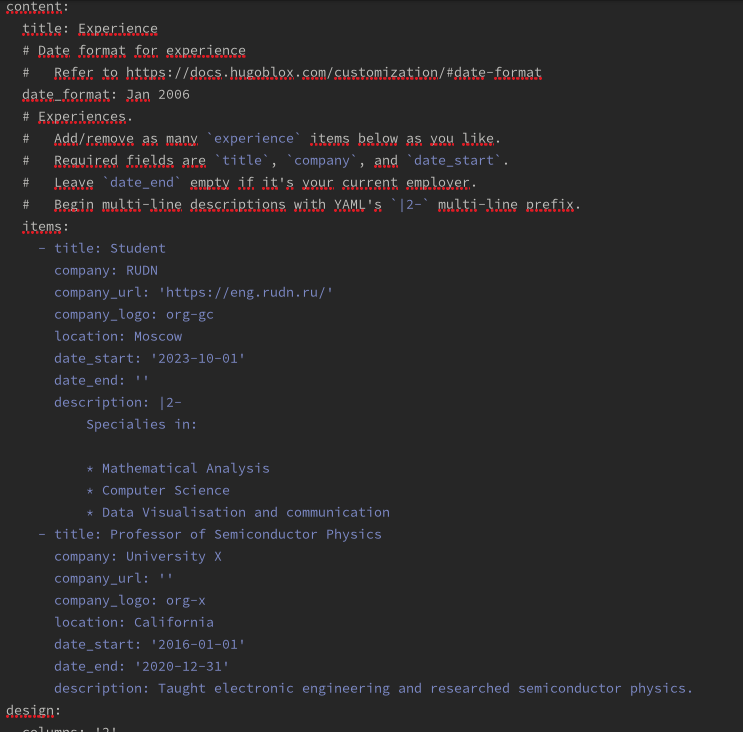 content:
  title: Experience
  # Date format for experience
  #   Refer to https://docs.hugoblox.com/customization/#date-format
  date_format: Jan 2006
  # Experiences.
  #   Add/remove as many `experience` items below as you like.
  #   Required fields are `title`, `company`, and `date_start`.
  #   Leave `date_end` empty if it's your current employer.
  #   Begin multi-line descriptions with YAML's `|2-` multi-line prefix.
  items:
    - title: Student
      company: RUDN
      company_url: 'https://eng.rudn.ru/'
      company_logo: org-gc
      location: Moscow
      date_start: '2023-10-01'
      date_end: ''
      description: |2-
          Specialies in:

          * Mathematical Analysis
          * Computer Science
          * Data Visualisation and communication
    - title: Professor of Semiconductor Physics
      company: University X
      company_url: ''
      company_logo: org-x
      location: California
      date_start: '2016-01-01'
      date_end: '2020-12-31'
      description: Taught electronic engineering and researched semiconductor physics.
design:
  columns: '2'